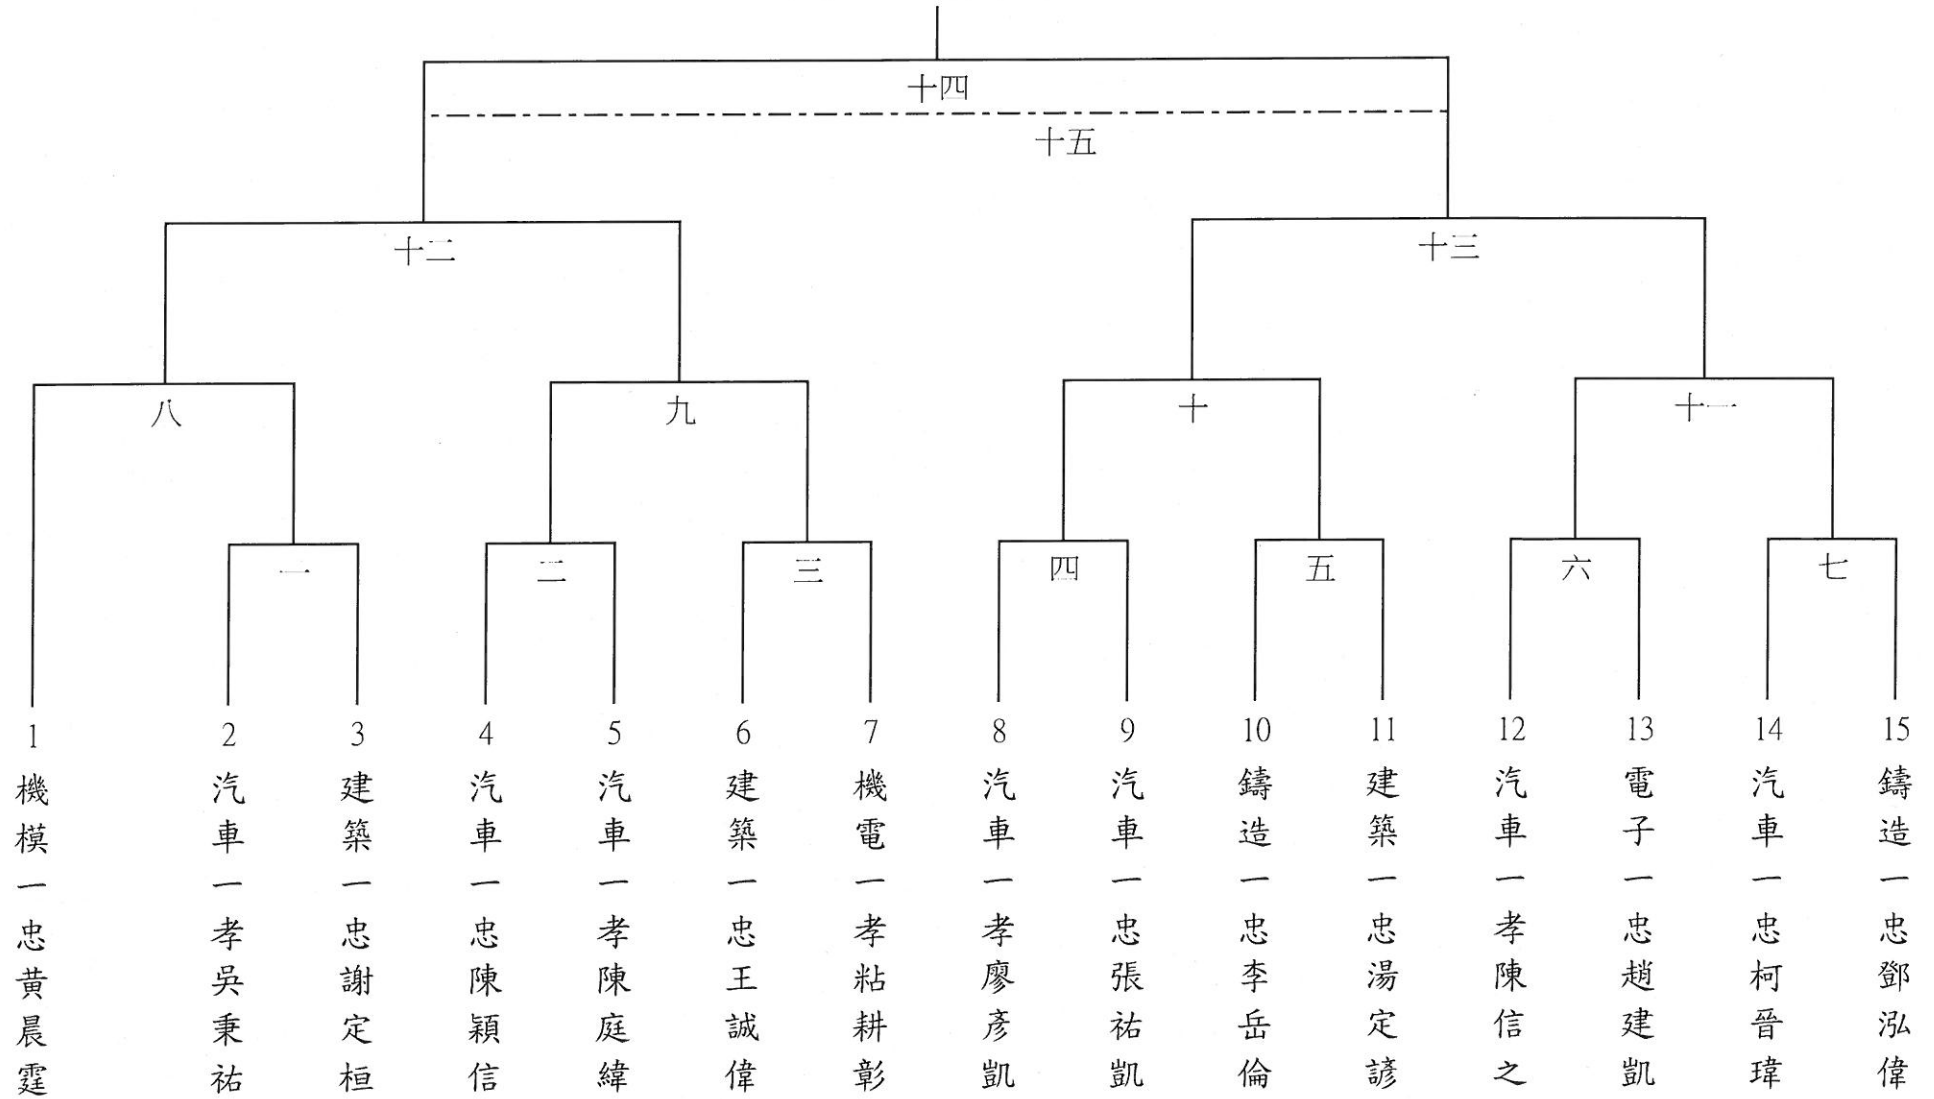 十四
十五
十二
十三
八
九
十
十一
一
二
三
四
五
六
七
1
2
3
4
5
6
7
8
9
10
11
12
13
14
15
機模一忠黄晨霆
汽車一孝吳秉祐
建築一忠謝定桓
汽車一忠陳穎信
汽車一孝陳庭緯
建築一忠王誠偉
機電一孝粘耕彰
汽車一孝廖彥凱
汽車一忠張祐凱
鑄造一忠李岳倫
建築一忠湯定諺
汽車一孝陳信之
電子一忠趙建凱
汽車一忠柯晉瑋
鑄造一忠鄧泓偉